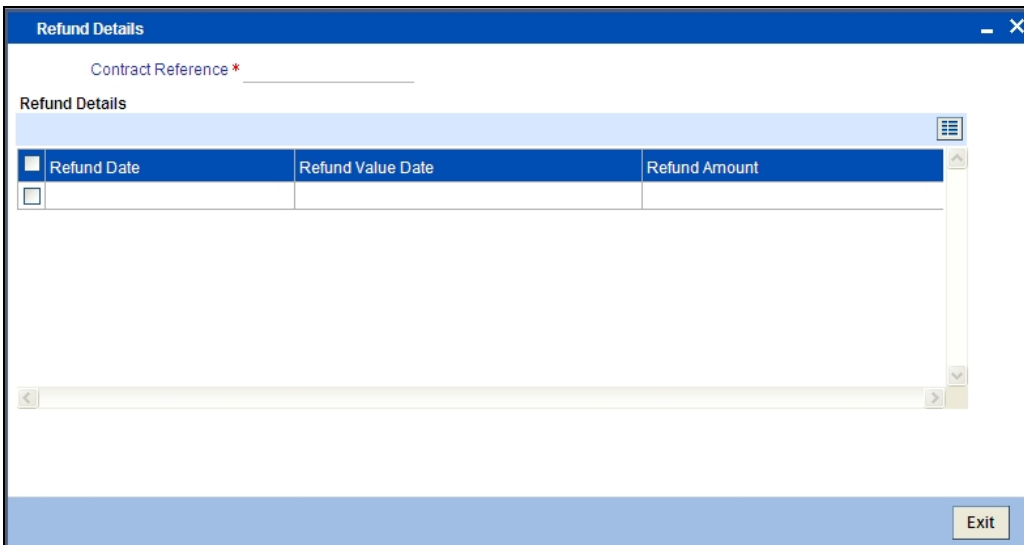 Refund Details
Contract Reference *
Refund Details
Refund Date Refund Value Date Refund Amount
Exit